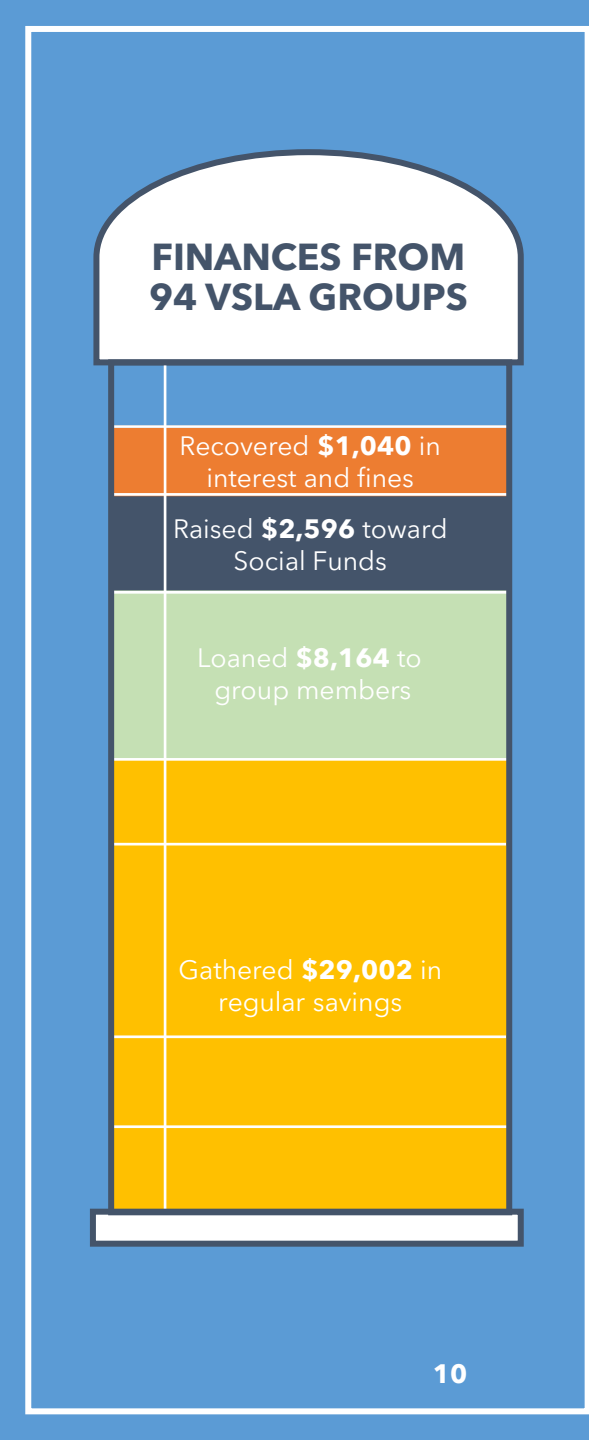 FINANCES FROM
94 VSLA GROUPS
Recovered $1,040 in
interest and fines
Raised $2,596 toward
Social Funds
Loaned $8,164 to
group members
Gathered $29,002 in
regular savings
10